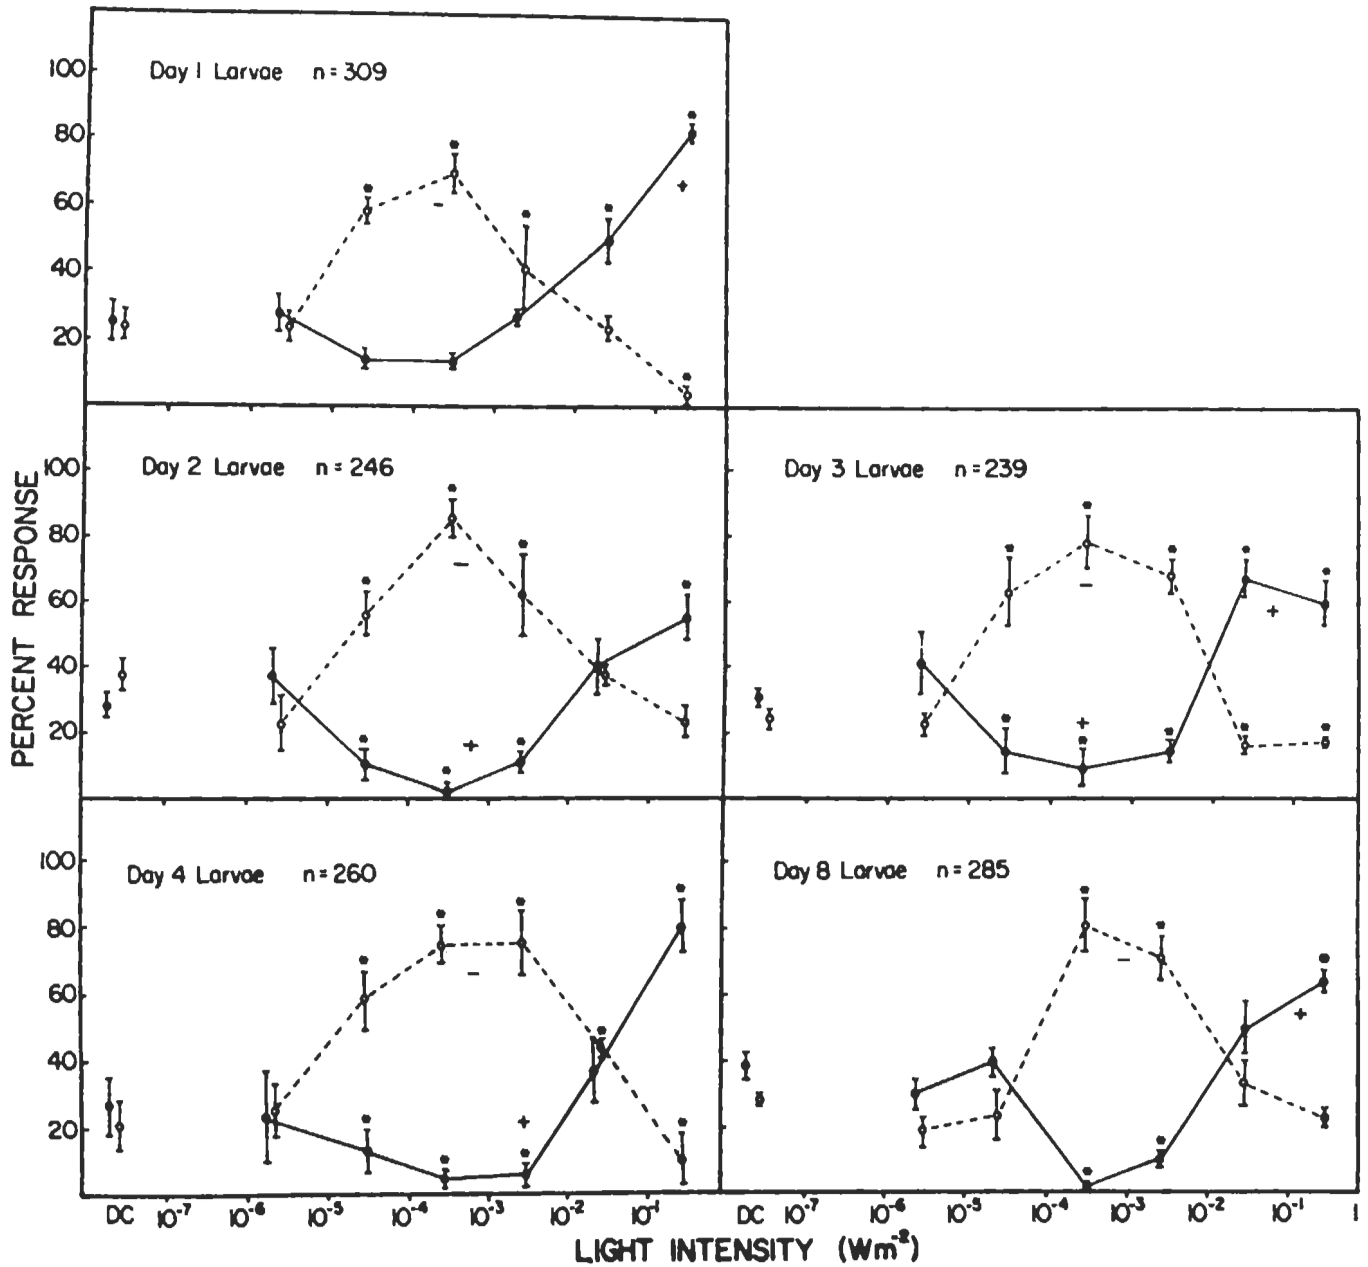 Day 1 Larvae n = 309
100
80
60
40
20
* * * * *
− +
Day 2 Larvae n = 246
100
80
60
40
20
* * * * * * *
− +
Day 3 Larvae n = 239
* * * * * * * * * *
− + +
Day 4 Larvae n = 260
100
80
60
40
20
* * * * * * * * *
− +
Day 8 Larvae n = 285
* * * * *
− +
PERCENT RESPONSE
DC 10-7 10-6 10-5 10-4 10-3 10-2 10-1
DC 10-7 10-6 10-5 10-4 10-3 10-2 10-1 1
LIGHT INTENSITY (Wm-2)